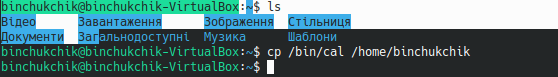 binchukchik@binchukchik-VirtualBox:~$ ls
Відео Завантаження Зображення Стільниця
Документи Загальнодоступні Музика Шаблони
binchukchik@binchukchik-VirtualBox:~$ cp /bin/cal /home/binchukchik
binchukchik@binchukchik-VirtualBox:~$